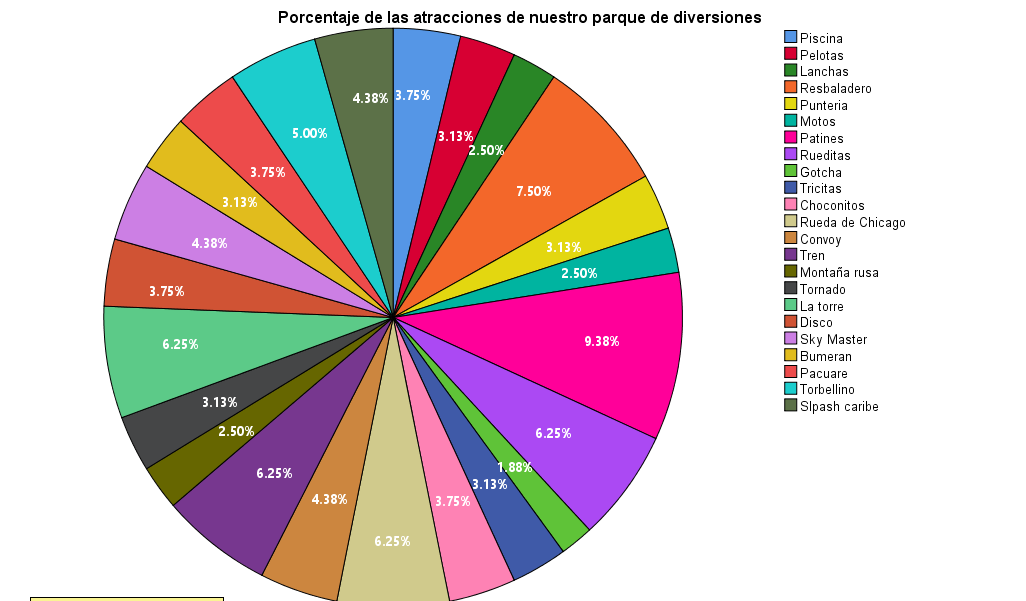 Porcentaje de las atracciones de nuestro parque de diversiones
Piscina
Pelotas
Lanchas
Resbaladero
Punteria
Motos
Patines
Rueditas
Gotcha
Tricitas
Choconitos
Rueda de Chicago
Convoy
Tren
Montaña rusa
Tornado
La torre
Disco
Sky Master
Bumeran
Pacuare
Torbellino
Slpash caribe
3.75%
3.13%
2.50%
7.50%
3.13%
2.50%
9.38%
6.25%
1.88%
3.13%
3.75%
6.25%
4.38%
6.25%
2.50%
3.13%
6.25%
3.75%
4.38%
3.13%
3.75%
5.00%
4.38%